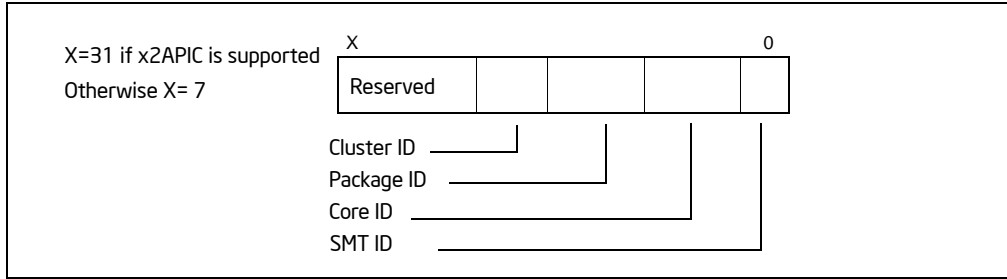 X=31 if x2APIC is supported
Otherwise X= 7
X 0
Reserved
Cluster ID
Package ID
Core ID
SMT ID